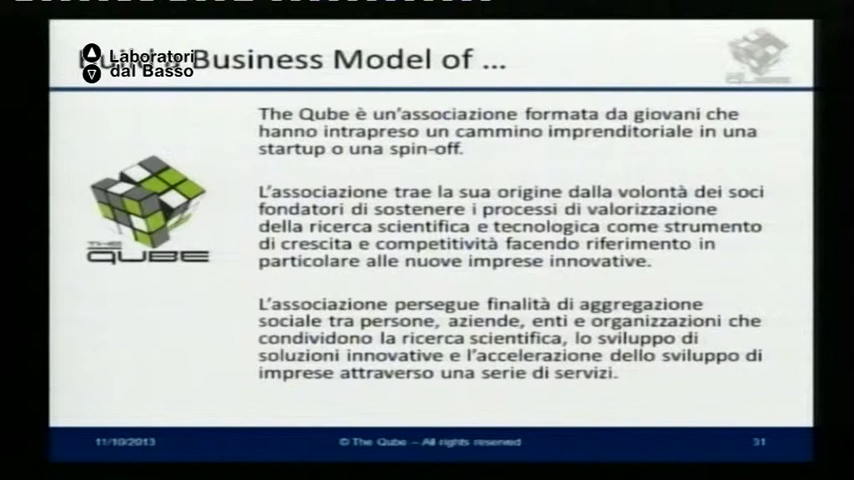 Laboratori
dal Basso
Business Model of ...
The Qube è un'associazione formata da giovani che
hanno intrapreso un cammino imprenditoriale in una
startup o una spin-off.
L'associazione trae la sua origine dalla volontà dei soci
fondatori di sostenere i processi di valorizzazione
della ricerca scientifica e tecnologica come strumento
di crescita e competitività facendo riferimento in
particolare alle nuove imprese innovative.
THE
QUBE
L'associazione persegue finalità di aggregazione
sociale tra persone, aziende, enti e organizzazioni che
condividono la ricerca scientifica, lo sviluppo di
soluzioni innovative e l'accelerazione dello sviluppo di
imprese attraverso una serie di servizi.
11/10/2013
© The Qube – All rights reserved
31